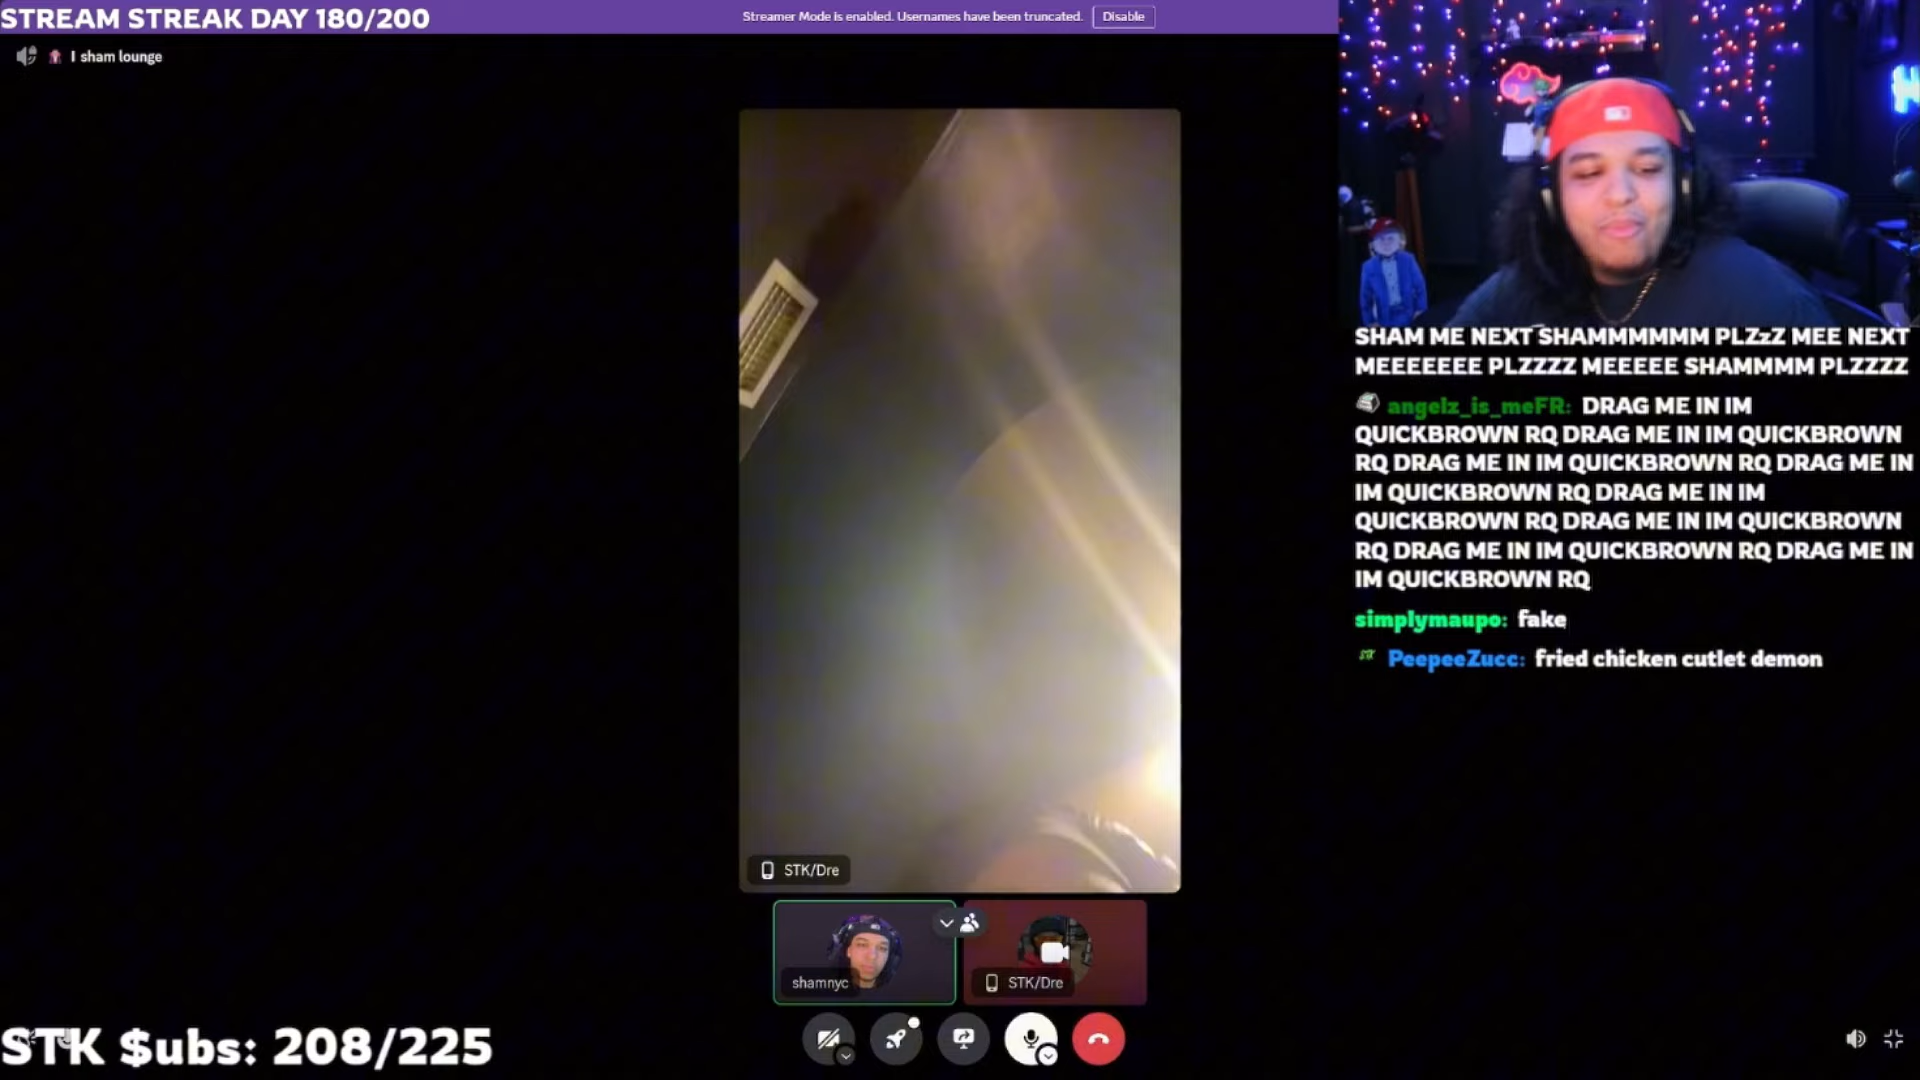 STREAM STREAK DAY 180/200
Streamer Mode is enabled. Usernames have been truncated. Disable
I sham lounge
SHAM ME NEXT SHAMMMMMM PLZzZ MEE NEXT
MEEEEEEE PLZZZZ MEEEEE SHAMMMM PLZZZZ
angelz_is_meFR: DRAG ME IN IM
QUICKBROWN RQ DRAG ME IN IM QUICKBROWN
RQ DRAG ME IN IM QUICKBROWN RQ DRAG ME IN
IM QUICKBROWN RQ DRAG ME IN IM
QUICKBROWN RQ DRAG ME IN IM QUICKBROWN
RQ DRAG ME IN IM QUICKBROWN RQ DRAG ME IN
IM QUICKBROWN RQ
simplymaupo: fake
STK PeepeeZucc: fried chicken cutlet demon
STK/Dre
shamnyc
STK/Dre
STK $ubs: 208/225